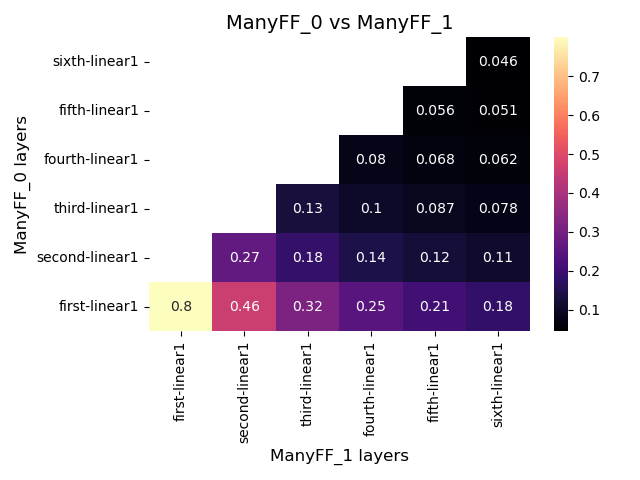 ManyFF_0 vs ManyFF_1
ManyFF_0 layers
sixth-linear1
0.046
fifth-linear1
0.056 0.051
fourth-linear1
0.08 0.068 0.062
third-linear1
0.13 0.1 0.087 0.078
second-linear1
0.27 0.18 0.14 0.12 0.11
first-linear1
0.8 0.46 0.32 0.25 0.21 0.18
first-linear1
second-linear1
third-linear1
fourth-linear1
fifth-linear1
sixth-linear1
ManyFF_1 layers
0.7
0.6
0.5
0.4
0.3
0.2
0.1